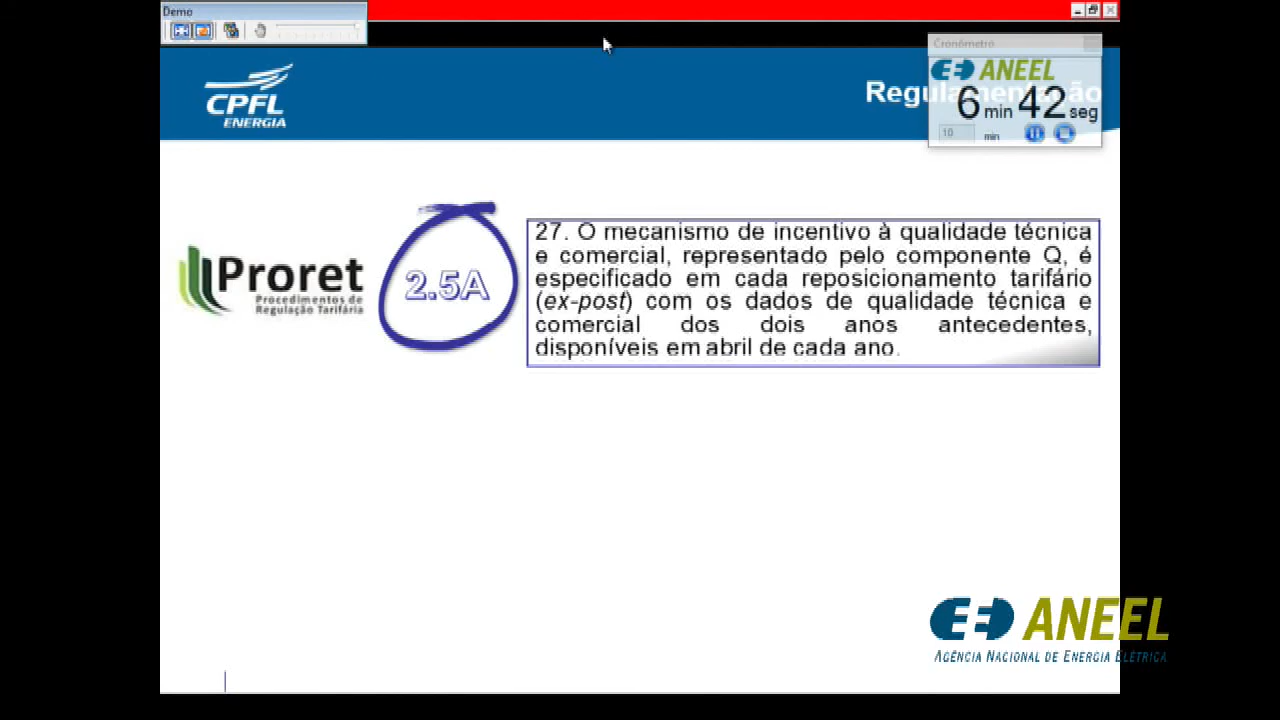 Demo
Cronómetro
ANEEL
6 min 42 seg
10
min
CPFL
ENERGIA
Regulamentação
Proret
Procedimentos de
Regulação Tarifária
2.5A
27. O mecanismo de incentivo à qualidade técnica
e comercial, representado pelo componente Q, é
especificado em cada reposicionamento tarifário
(ex-post) com os dados de qualidade técnica e
comercial dos dois anos antecedentes,
disponíveis em abril de cada ano.
ANEEL
AGÊNCIA NACIONAL DE ENERGIA ELÉTRICA